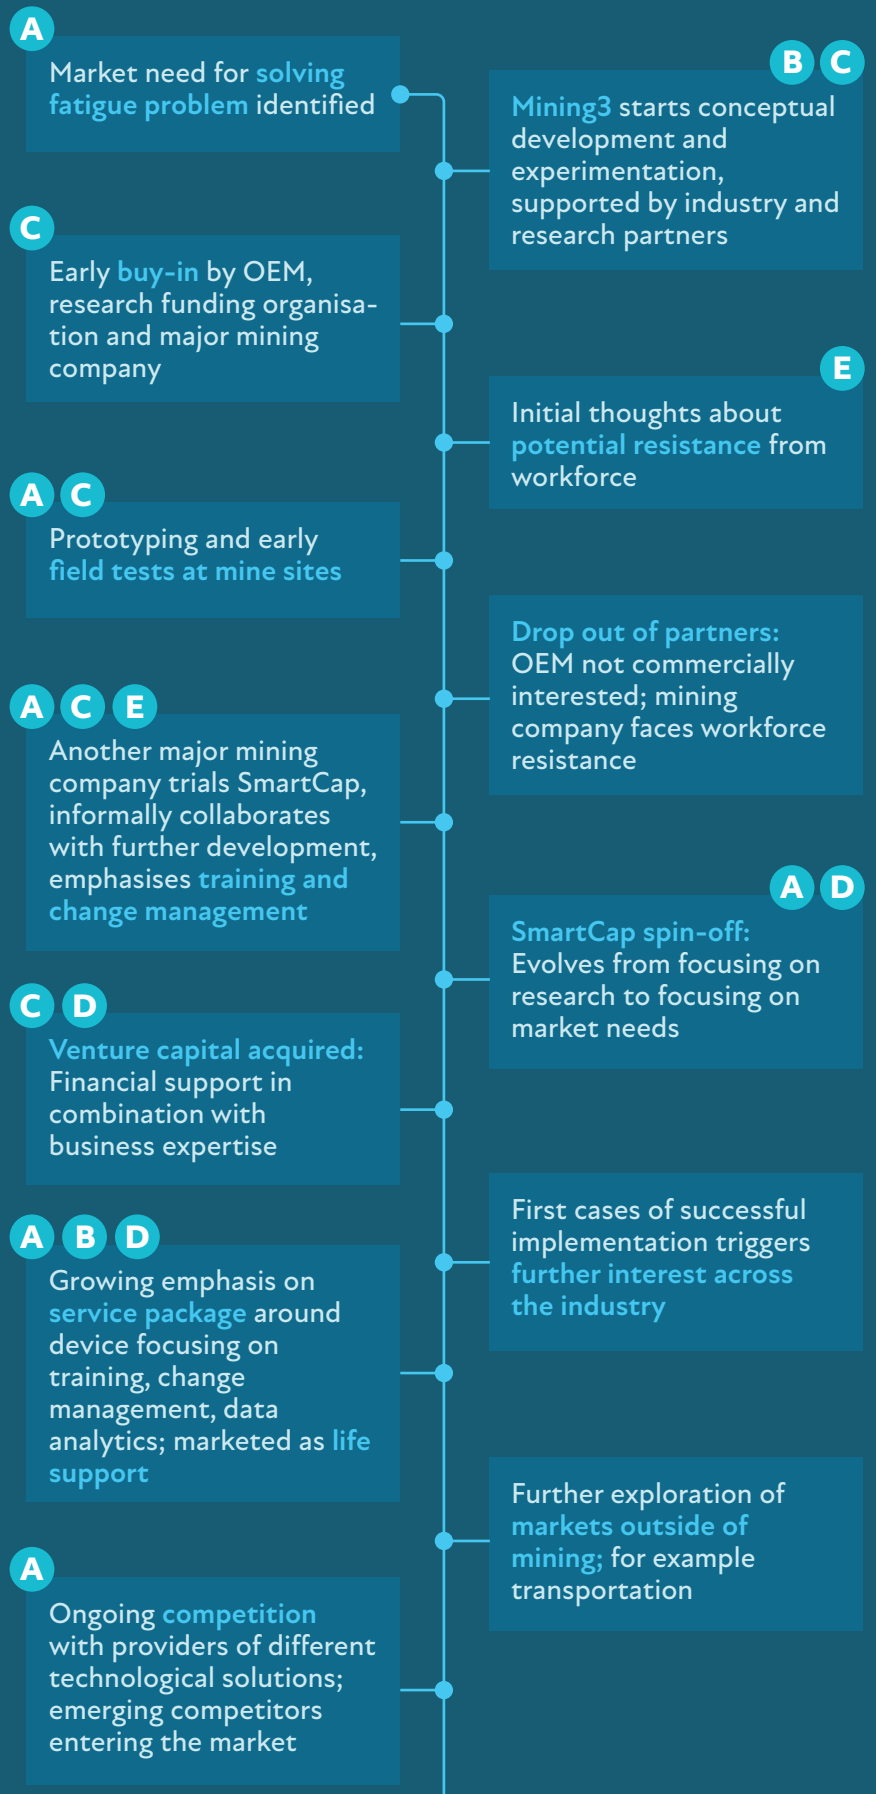 A
Market need for solving
fatigue problem identified
B C
Mining3 starts conceptual
development and
experimentation,
supported by industry and
research partners
C
Early buy-in by OEM,
research funding organisa-
tion and major mining
company
E
Initial thoughts about
potential resistance from
workforce
A C
Prototyping and early
field tests at mine sites
Drop out of partners:
OEM not commercially
interested; mining
company faces workforce
resistance
A C E
Another major mining
company trials SmartCap,
informally collaborates
with further development,
emphasises training and
change management
A D
SmartCap spin-off:
Evolves from focusing on
research to focusing on
market needs
C D
Venture capital acquired:
Financial support in
combination with
business expertise
First cases of successful
implementation triggers
further interest across
the industry
A B D
Growing emphasis on
service package around
device focusing on
training, change
management, data
analytics; marketed as life
support
Further exploration of
markets outside of
mining; for example
transportation
A
Ongoing competition
with providers of different
technological solutions;
emerging competitors
entering the market